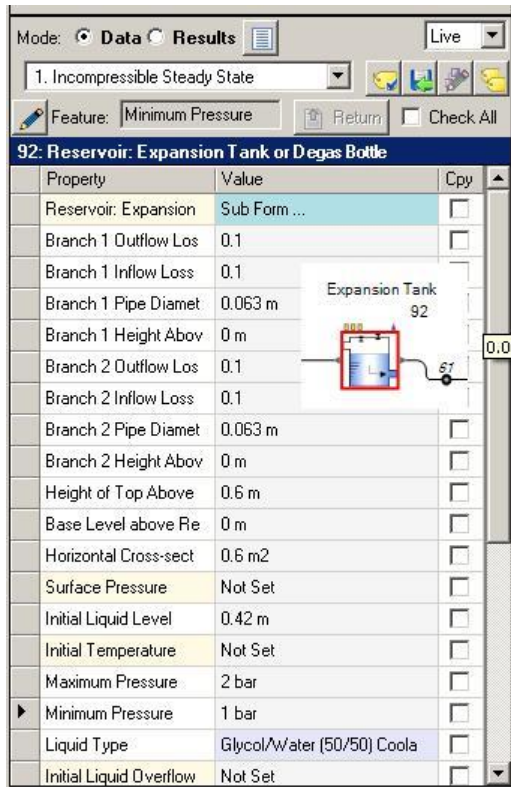 Mode: Data Results Live
1. Incompressible Steady State
Feature: Minimum Pressure Return Check All
92: Reservoir: Expansion Tank or Degas Bottle
Property Value Cpy
Reservoir: Expansion Sub Form ...
Branch 1 Outflow Los 0.1
Branch 1 Inflow Loss 0.1
Branch 1 Pipe Diamet 0.063 m
Branch 1 Height Abov 0 m
Branch 2 Outflow Los 0.1
Branch 2 Inflow Loss 0.1
Branch 2 Pipe Diamet 0.063 m
Branch 2 Height Abov 0 m
Height of Top Above 0.6 m
Base Level above Re 0 m
Horizontal Cross-sect 0.6 m2
Surface Pressure Not Set
Initial Liquid Level 0.42 m
Initial Temperature Not Set
Maximum Pressure 2 bar
Minimum Pressure 1 bar
Liquid Type Glycol/Water (50/50) Coola
Initial Liquid Overflow Not Set
Expansion Tank
92
61
0.0